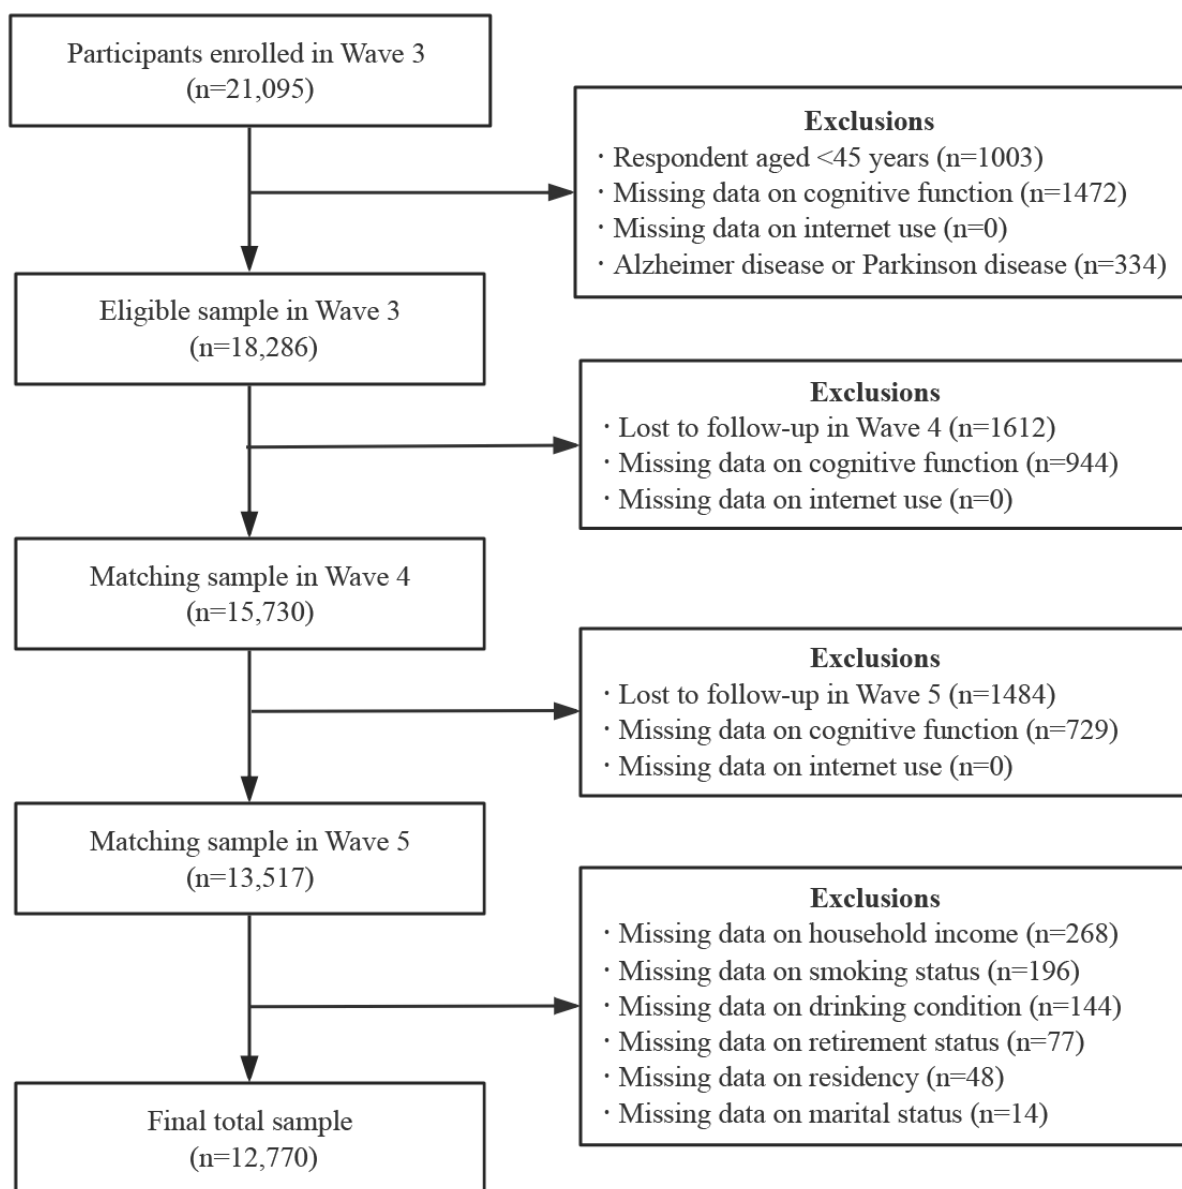 Participants enrolled in Wave 3
(n=21,095)
Exclusions
· Respondent aged <45 years (n=1003)
· Missing data on cognitive function (n=1472)
· Missing data on internet use (n=0)
· Alzheimer disease or Parkinson disease (n=334)
Eligible sample in Wave 3
(n=18,286)
Exclusions
· Lost to follow-up in Wave 4 (n=1612)
· Missing data on cognitive function (n=944)
· Missing data on internet use (n=0)
Matching sample in Wave 4
(n=15,730)
Exclusions
· Lost to follow-up in Wave 5 (n=1484)
· Missing data on cognitive function (n=729)
· Missing data on internet use (n=0)
Matching sample in Wave 5
(n=13,517)
Exclusions
· Missing data on household income (n=268)
· Missing data on smoking status (n=196)
· Missing data on drinking condition (n=144)
· Missing data on retirement status (n=77)
· Missing data on residency (n=48)
· Missing data on marital status (n=14)
Final total sample
(n=12,770)